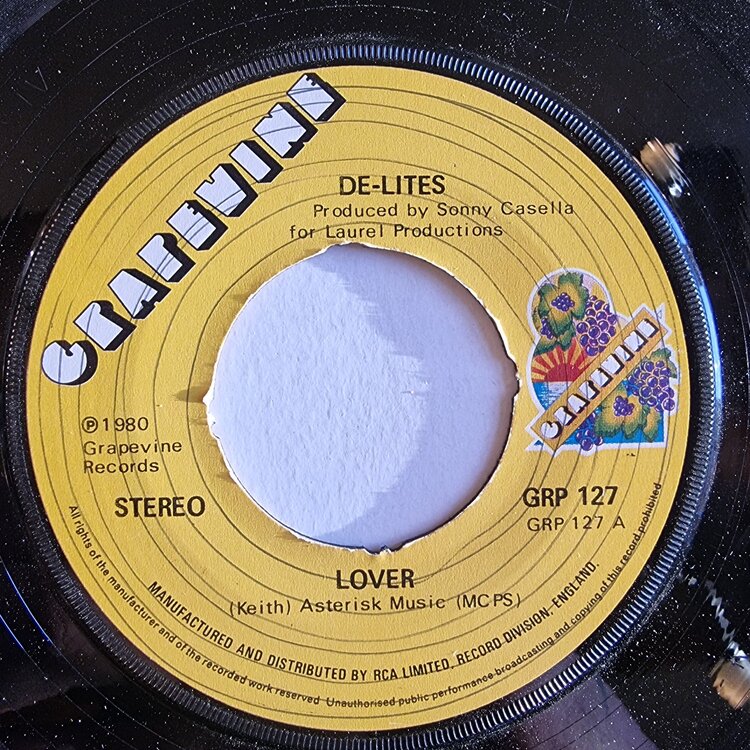 GRAPEVINE
DE-LITES
Produced by Sonny Casella
for Laurel Productions
GRAPEVINE
℗1980
Grapevine
Records
STEREO
GRP 127
GRP 127 A
LOVER
(Keith) Asterisk Music (MCPS)
MANUFACTURED AND DISTRIBUTED BY RCA LIMITED, RECORD DIVISION, ENGLAND.
All rights of the manufacturer and of the recorded work reserved Unauthorised public performance broadcasting and copying of this record prohibited